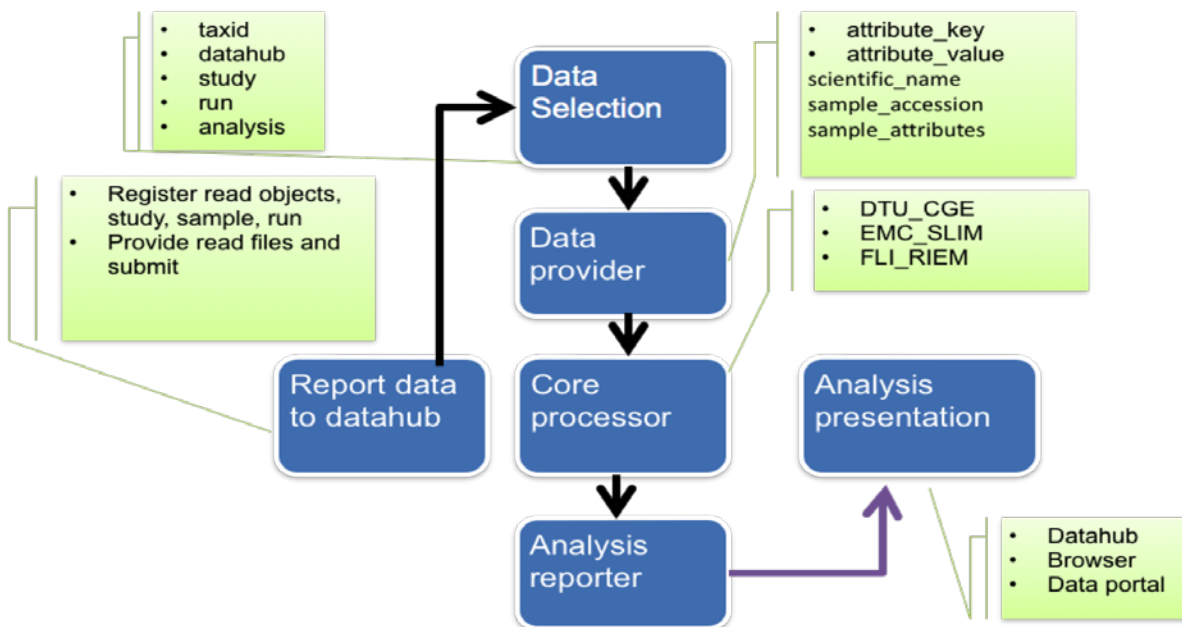 • taxid
• datahub
• study
• run
• analysis
Data
Selection
• attribute_key
• attribute_value
scientific_name
sample_accession
sample_attributes
• Register read objects,
study, sample, run
• Provide read files and
submit
Data
provider
• DTU_CGE
• EMC_SLIM
• FLI_RIEM
Report data
to datahub
Core
processor
Analysis
presentation
Analysis
reporter
• Datahub
• Browser
• Data portal